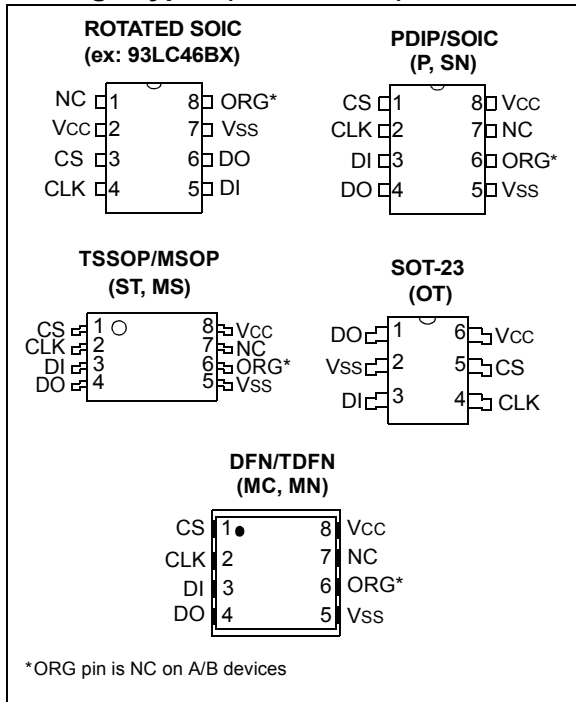 ROTATED SOIC
(ex: 93LC46BX)
NC 1 8 ORG*
Vcc 2 7 Vss
CS 3 6 DO
CLK 4 5 DI
PDIP/SOIC
(P, SN)
CS 1 8 Vcc
CLK 2 7 NC
DI 3 6 ORG*
DO 4 5 Vss
TSSOP/MSOP
(ST, MS)
CS 1 8 Vcc
CLK 2 7 NC
DI 3 6 ORG*
DO 4 5 Vss
SOT-23
(OT)
DO 1 6 Vcc
Vss 2 5 CS
DI 3 4 CLK
DFN/TDFN
(MC, MN)
CS 1 8 Vcc
CLK 2 7 NC
DI 3 6 ORG*
DO 4 5 Vss
*ORG pin is NC on A/B devices